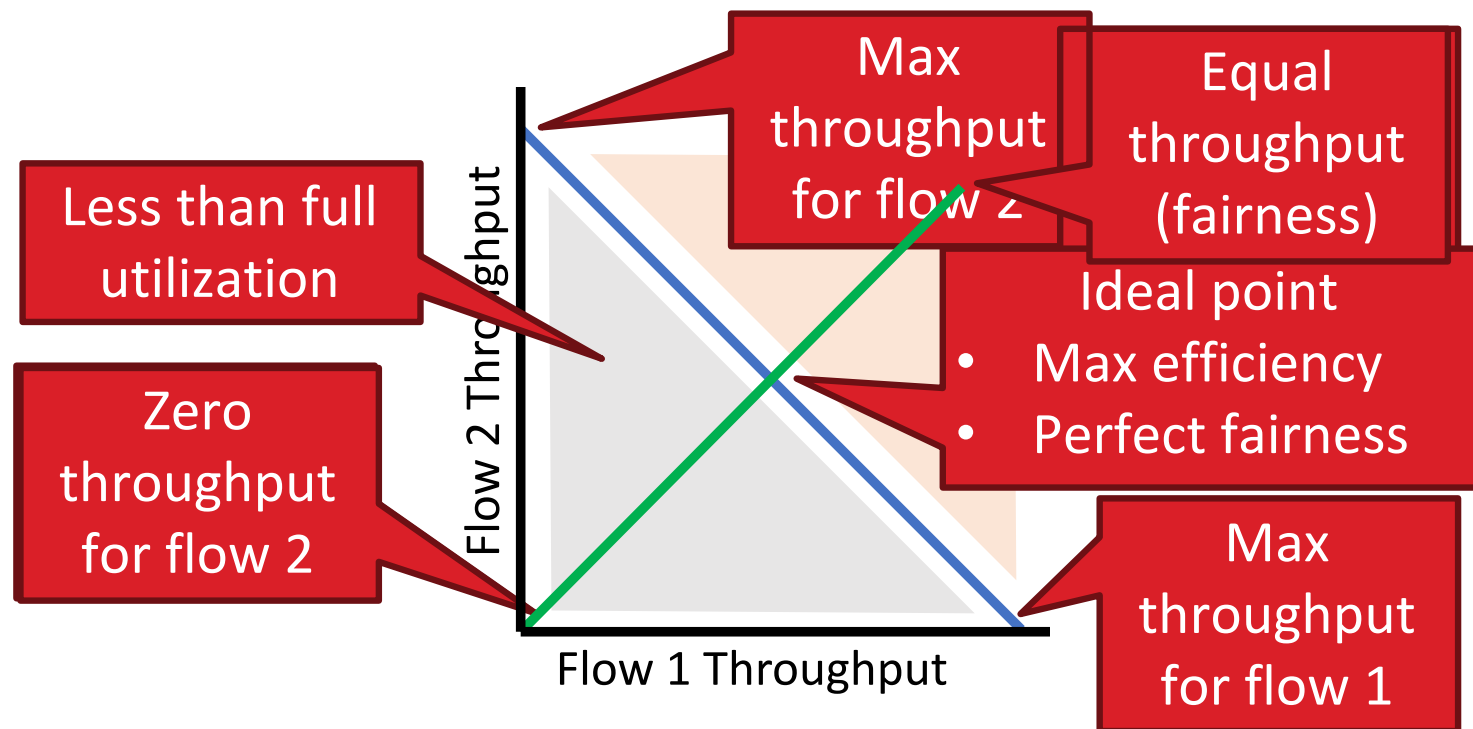 Max
throughput
for flow 2
Equal
throughput
(fairness)
Less than full
utilization
Ideal point
• Max efficiency
• Perfect fairness
Zero
throughput
for flow 2
Max
throughput
for flow 1
Flow 2 Throughput
Flow 1 Throughput